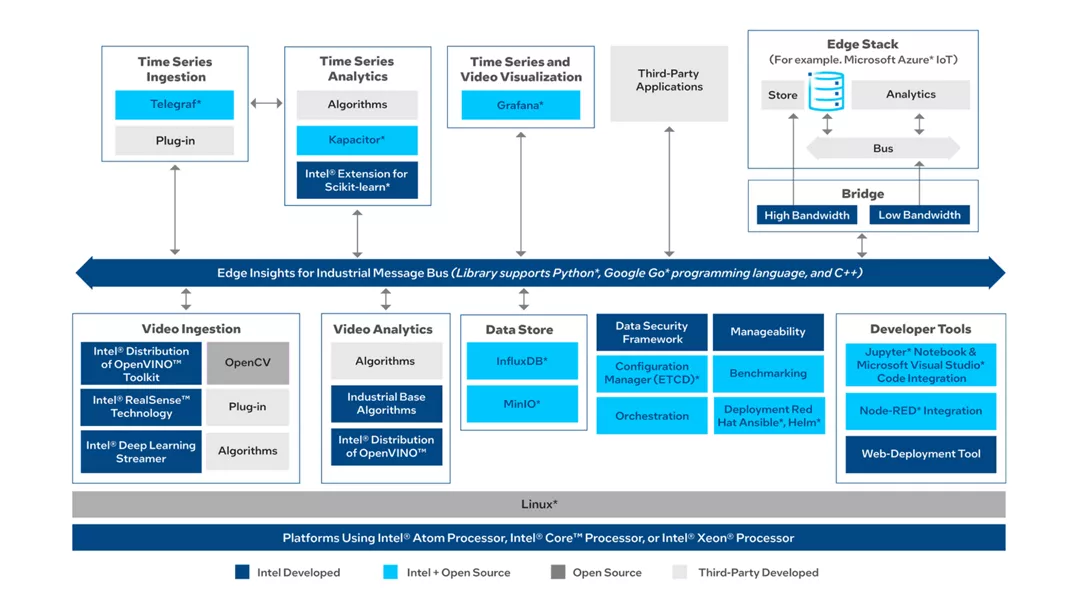 Time Series
Ingestion
Telegraf*
Plug-in
Time Series
Analytics
Algorithms
Kapacitor*
Intel® Extension for
Scikit-learn*
Time Series and
Video Visualization
Grafana*
Third-Party
Applications
Edge Stack
(For example. Microsoft Azure* IoT)
Store
Analytics
Bus
Bridge
High Bandwidth
Low Bandwidth
Edge Insights for Industrial Message Bus (Library supports Python*, Google Go* programming language, and C++)
Video Ingestion
Intel® Distribution
of OpenVINO™
Toolkit
OpenCV
Intel® RealSense™
Technology
Plug-in
Intel® Deep Learning
Streamer
Algorithms
Video Analytics
Algorithms
Industrial Base
Algorithms
Intel® Distribution
of OpenVINO™
Data Store
InfluxDB*
MinIO*
Data Security
Framework
Configuration
Manager (ETCD)*
Orchestration
Manageability
Benchmarking
Deployment Red
Hat Ansible*, Helm*
Developer Tools
Jupyter* Notebook &
Microsoft Visual Studio*
Code Integration
Node-RED* Integration
Web-Deployment Tool
Linux*
Platforms Using Intel® Atom Processor, Intel® Core™ Processor, or Intel® Xeon® Processor
Intel Developed
Intel + Open Source
Open Source
Third-Party Developed